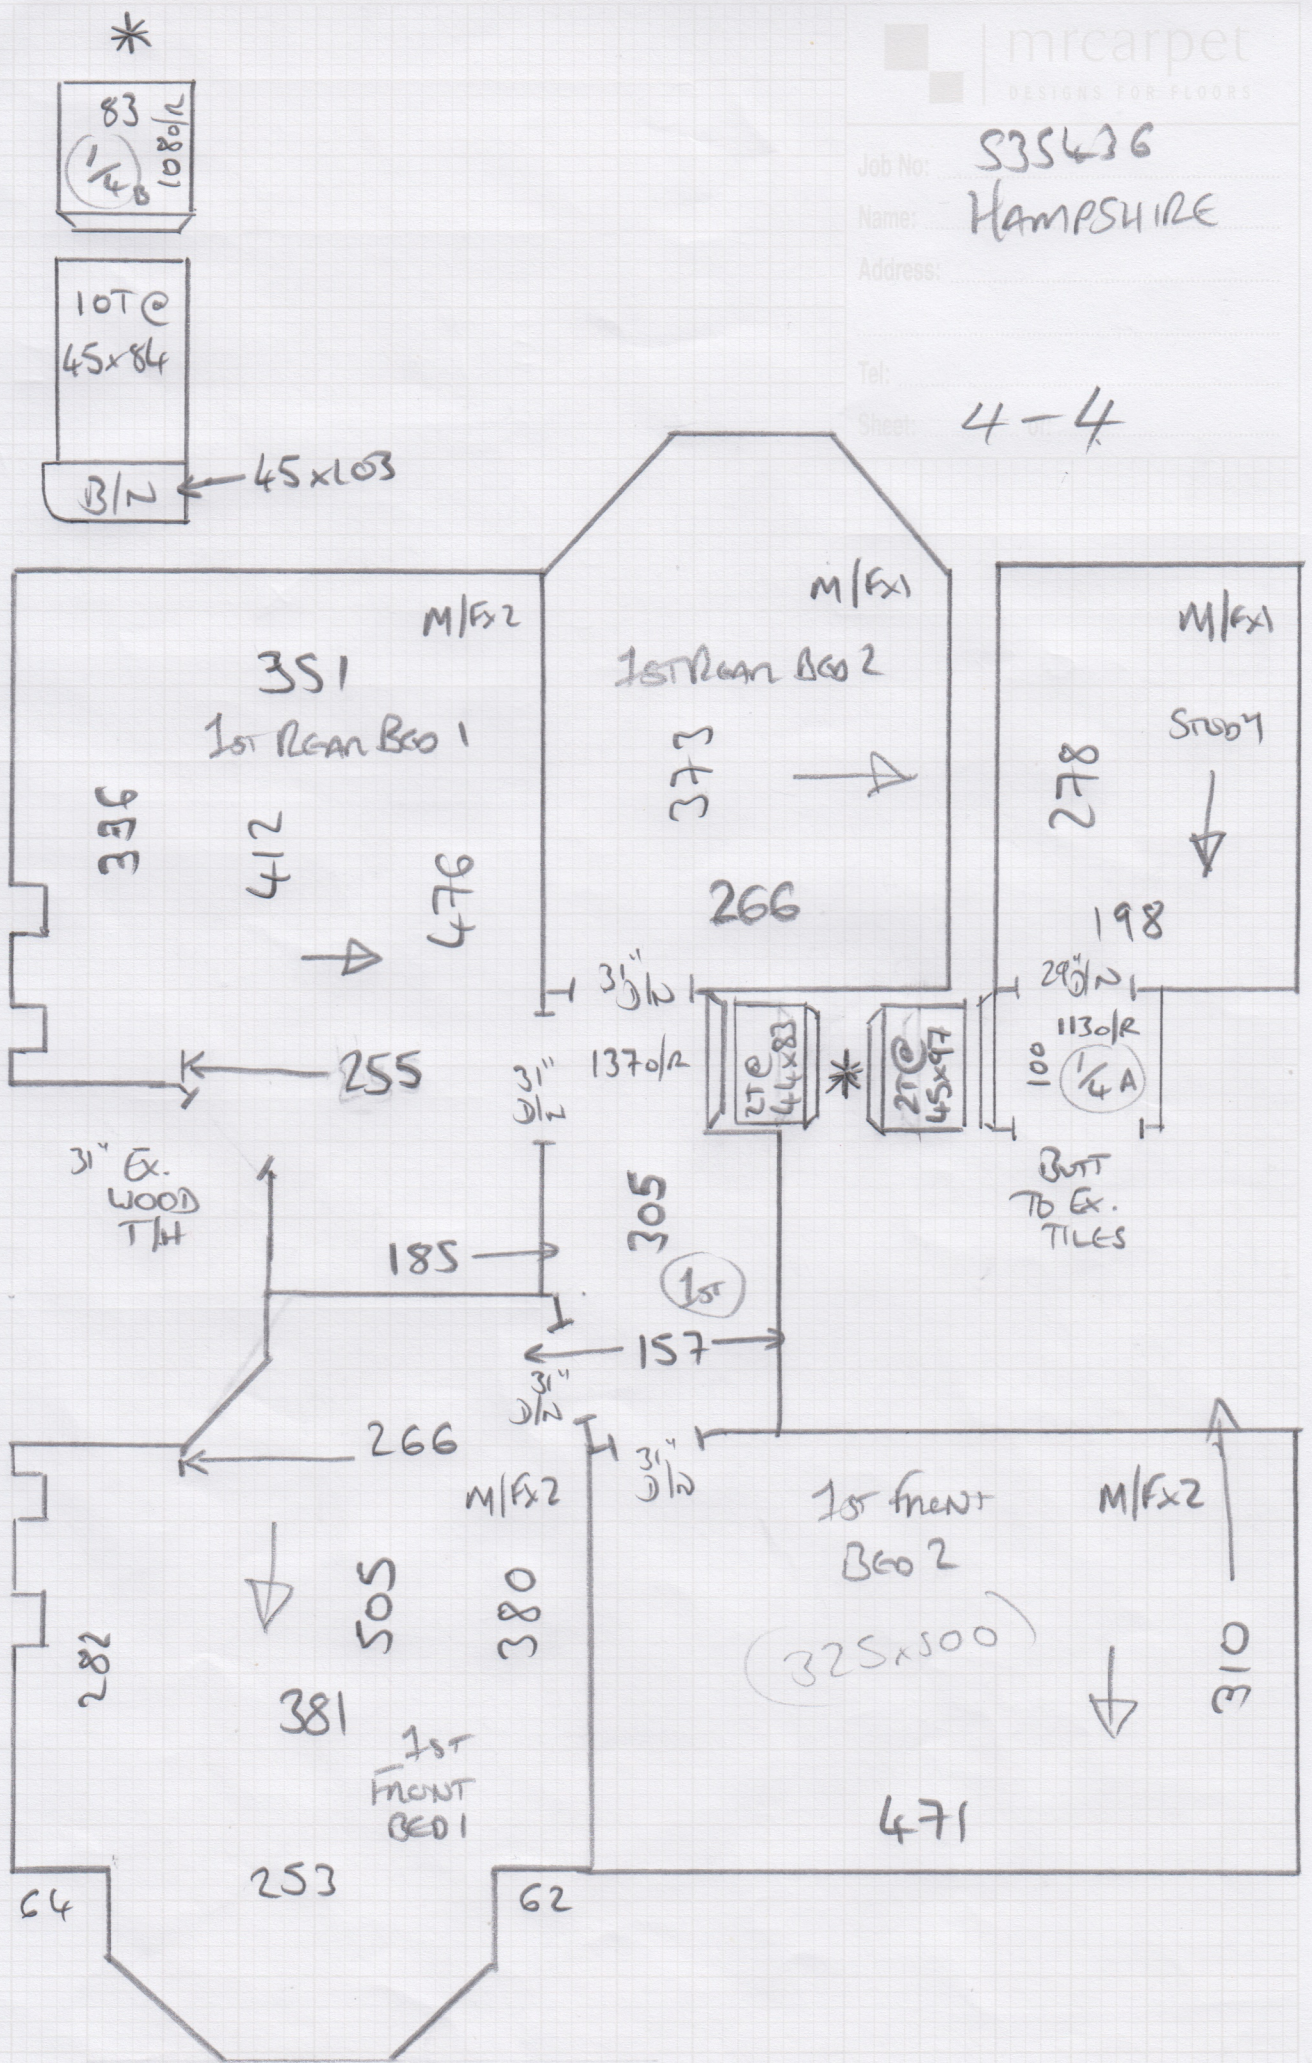 *
mrcarpet
DESIGNS FOR FLOORS
Job No: S35436
Name: HAMPSHIRE
Address:
Tel:
Sheet: 4 of: 4
83
1080/R
1/4 B
10T@
45x84
B/N
45x103
M/Fx2
351
1ST REAR BED 1
336
412
476
255
31" EX.
WOOD
T/H
185
M/Fx1
1ST REAR BED 2
373
266
31"
D/N
M/Fx1
STUDY
278
198
29"
D/N
1370/R
2T@
44x83
*
2T@
45x97
1130/R
100
1/4 A
BUTT
TO EX.
TILES
31"
D/N
305
1ST
157
31"
D/N
31"
D/N
266
M/Fx2
282
505
380
381
1ST
FRONT
BED 1
253
64
62
1ST FRONT
BED 2
M/Fx2
325x500
310
471